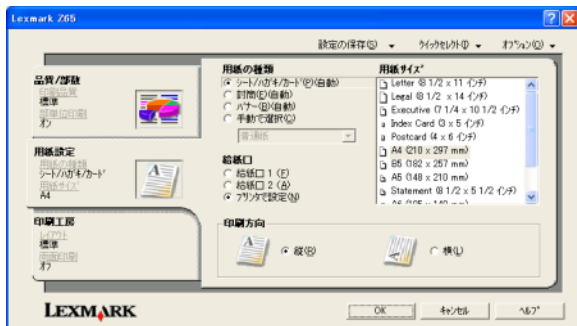 Lexmark Z65
設定の保存(S)
クイックセレクト(I)
オプション(O)
品質/部数
印刷品質
標準
部単位印刷
オン
用紙設定
用紙の種類
シート/ハガキ/カード
用紙サイズ
A4
印刷工房
レイアウト
標準
両面印刷
オフ
用紙の種類
シート/ハガキ/カード(P)(自動)
封筒(E)(自動)
バナー(B)(自動)
手動で選択(C)
普通紙
給紙口
給紙口 1 (F)
給紙口 2 (A)
プリンタで設定(N)
用紙サイズ
Letter (8 1/2 x 11 インチ)
Legal (8 1/2 x 14 インチ)
Executive (7 1/4 x 10 1/2 インチ)
Index Card (3 x 5 インチ)
Postcard (4 x 6 インチ)
A4 (210 x 297 mm)
B5 (182 x 257 mm)
A5 (148 x 210 mm)
Statement (8 1/2 x 5 1/2 インチ)
A6 (105 x 148 mm)
印刷方向
縦(R)
横(L)
LEXMARK
OK
キャンセル
ヘルプ